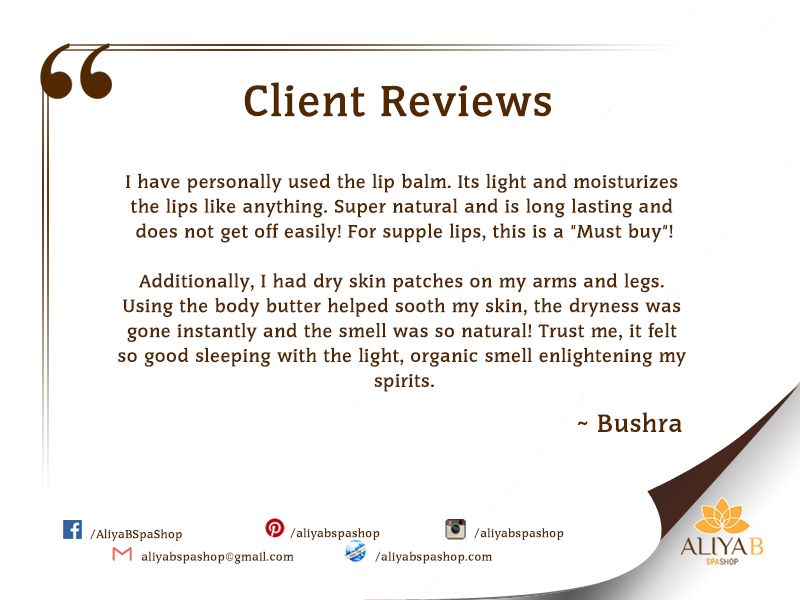 “
Client Reviews
I have personally used the lip balm. Its light and moisturizes
the lips like anything. Super natural and is long lasting and
does not get off easily! For supple lips, this is a "Must buy"!
Additionally, I had dry skin patches on my arms and legs.
Using the body butter helped sooth my skin, the dryness was
gone instantly and the smell was so natural! Trust me, it felt
so good sleeping with the light, organic smell enlightening my
spirits.
~ Bushra
/AliyaBSpaShop
/aliyabspashop
/aliyabspashop
aliyabspashop@gmail.com
/aliyabspashop.com
ALIYAB
SPASHOP